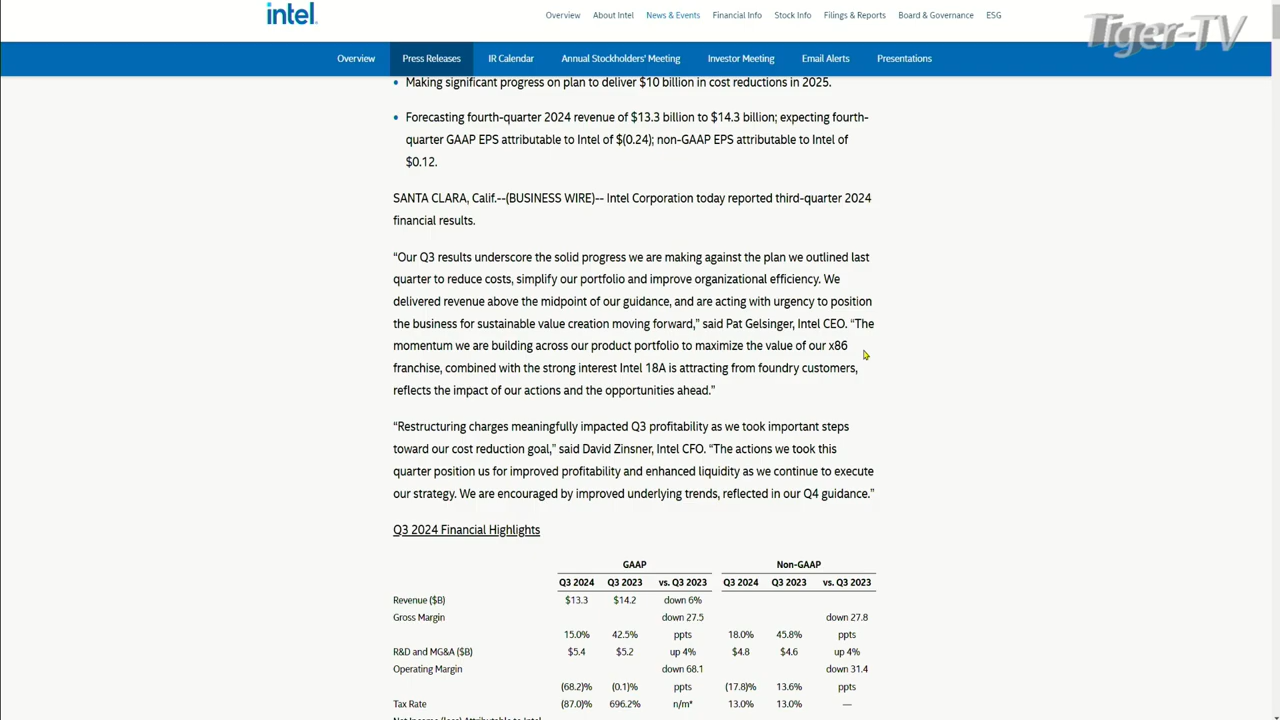 intel.
Overview About Intel News & Events Financial Info Stock Info Filings & Reports Board & Governance ESG
Tiger-TV
Overview Press Releases IR Calendar Annual Stockholders' Meeting Investor Meeting Email Alerts Presentations
• Making significant progress on plan to deliver $10 billion in cost reductions in 2025.
• Forecasting fourth-quarter 2024 revenue of $13.3 billion to $14.3 billion; expecting fourth-
quarter GAAP EPS attributable to Intel of $(0.24); non-GAAP EPS attributable to Intel of
$0.12.
SANTA CLARA, Calif.--(BUSINESS WIRE)-- Intel Corporation today reported third-quarter 2024
financial results.
“Our Q3 results underscore the solid progress we are making against the plan we outlined last
quarter to reduce costs, simplify our portfolio and improve organizational efficiency. We
delivered revenue above the midpoint of our guidance, and are acting with urgency to position
the business for sustainable value creation moving forward,” said Pat Gelsinger, Intel CEO. “The
momentum we are building across our product portfolio to maximize the value of our x86
franchise, combined with the strong interest Intel 18A is attracting from foundry customers,
reflects the impact of our actions and the opportunities ahead.”
“Restructuring charges meaningfully impacted Q3 profitability as we took important steps
toward our cost reduction goal,” said David Zinsner, Intel CFO. “The actions we took this
quarter position us for improved profitability and enhanced liquidity as we continue to execute
our strategy. We are encouraged by improved underlying trends, reflected in our Q4 guidance.”
Q3 2024 Financial Highlights
GAAP Non-GAAP
Q3 2024 Q3 2023 vs. Q3 2023 Q3 2024 Q3 2023 vs. Q3 2023
Revenue ($B) $13.3 $14.2 down 6%
Gross Margin down 27.5 down 27.8
15.0% 42.5% ppts 18.0% 45.8% ppts
R&D and MG&A ($B) $5.4 $5.2 up 4% $4.8 $4.6 up 4%
Operating Margin down 68.1 down 31.4
(68.2)% (0.1)% ppts (17.8)% 13.6% ppts
Tax Rate (87.0)% 696.2% n/m* 13.0% 13.0% —
Net Income (loss) Attributable to Intel